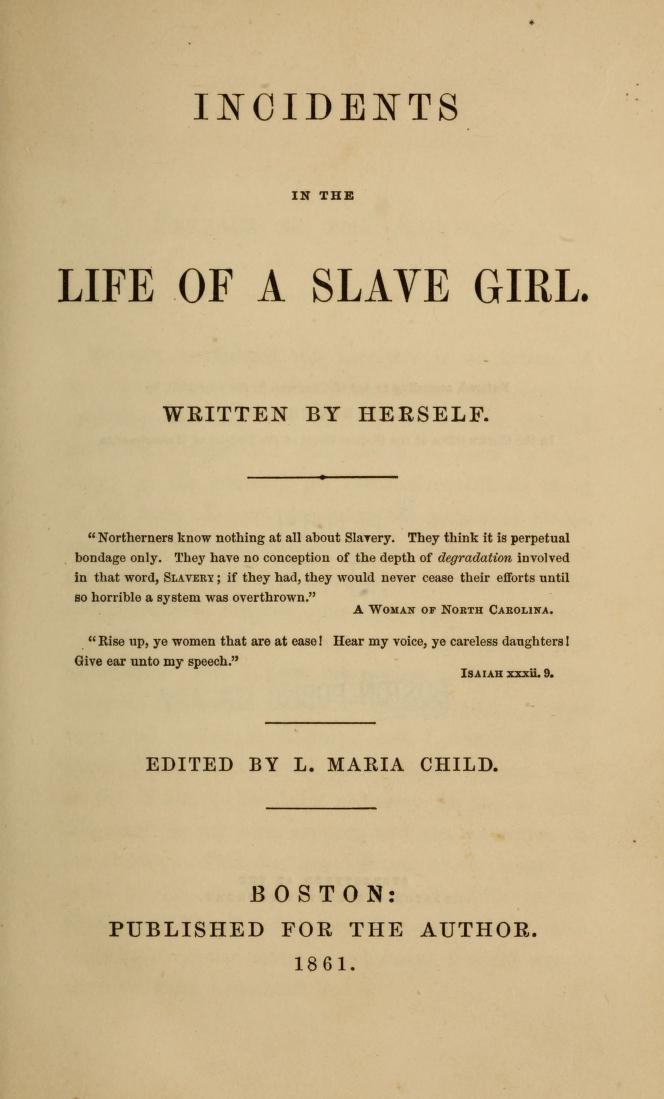 INCIDENTS
IN THE
LIFE OF A SLAVE GIRL.
WRITTEN BY HERSELF.
“Northerners know nothing at all about Slavery. They think it is perpetual
bondage only. They have no conception of the depth of degradation involved
in that word, SLAVERY; if they had, they would never cease their efforts until
so horrible a system was overthrown.”
A WOMAN OF NORTH CAROLINA.
“Rise up, ye women that are at ease! Hear my voice, ye careless daughters!
Give ear unto my speech.”
ISAIAH xxxii. 9.
EDITED BY L. MARIA CHILD.
BOSTON:
PUBLISHED FOR THE AUTHOR.
1861.